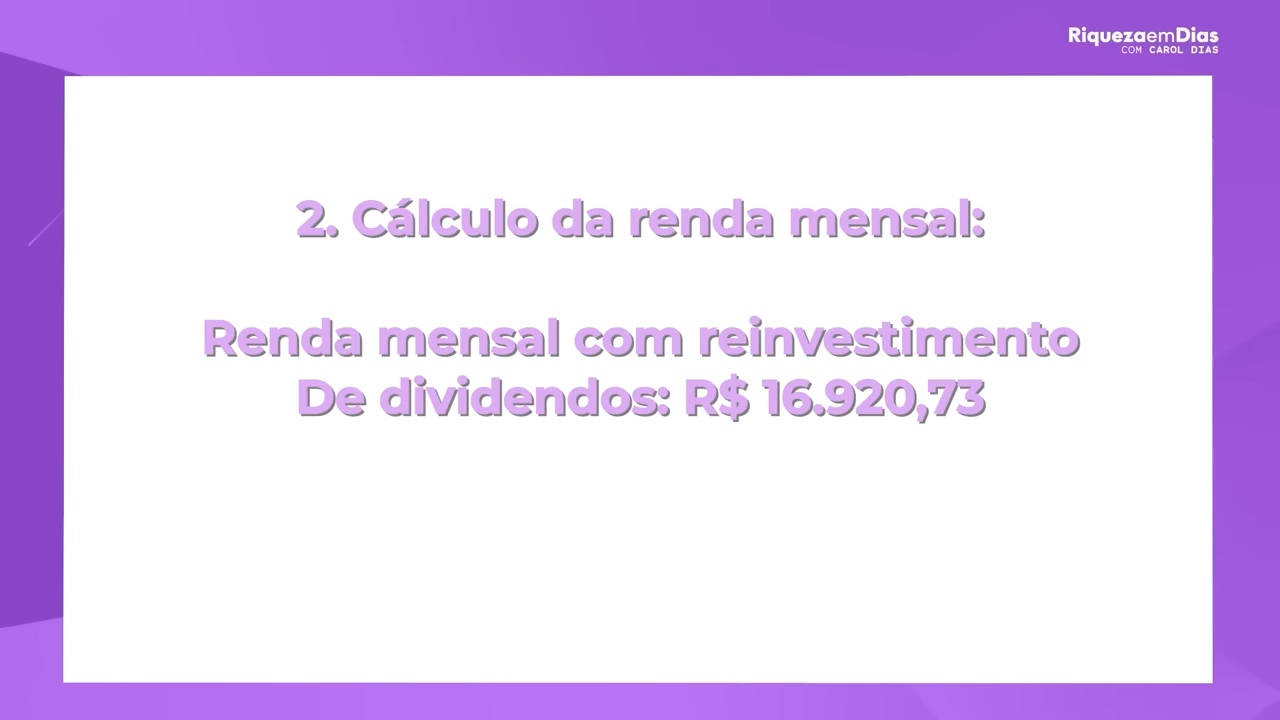 RiquezaemDias
COM CAROL DIAS
2. Cálculo da renda mensal:
Renda mensal com reinvestimento
De dividendos: R$ 16.920,73